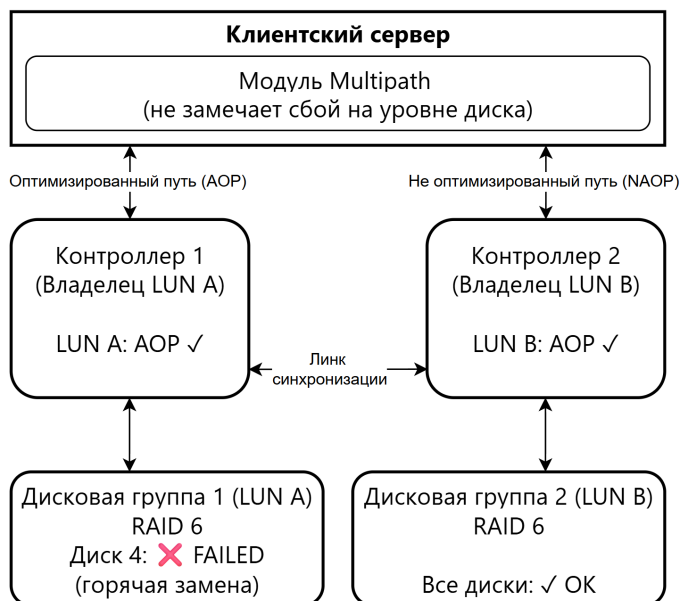 Клиентский сервер
Модуль Multipath
(не замечает сбой на уровне диска)
Оптимизированный путь (AOP)
Не оптимизированный путь (NAOP)
Контроллер 1
(Владелец LUN A)
LUN A: AOP ✓
Контроллер 2
(Владелец LUN B)
LUN B: AOP ✓
Линк
синхронизации
Дисковая группа 1 (LUN A)
RAID 6
Диск 4: ❌ FAILED
(горячая замена)
Дисковая группа 2 (LUN B)
RAID 6
Все диски: ✓ OK